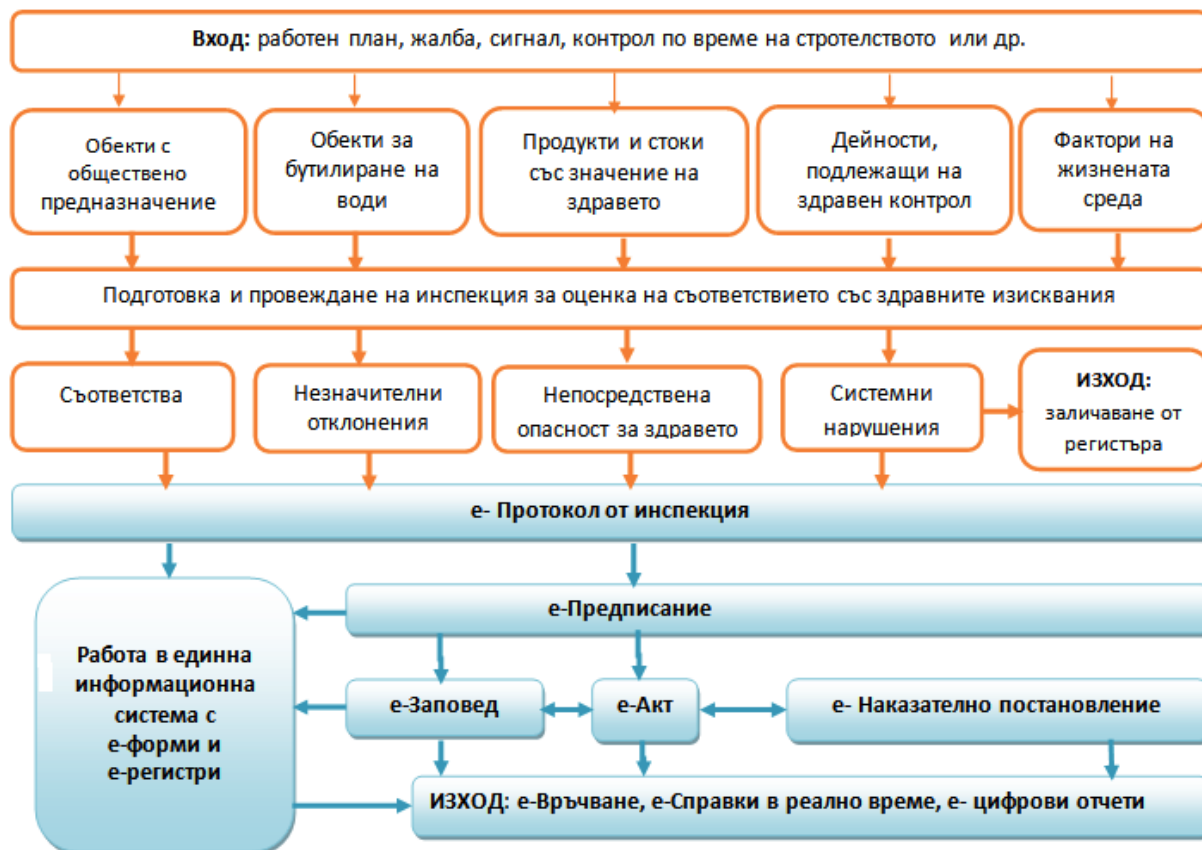 Вход: работен план, жалба, сигнал, контрол по време на стротелството или др.
Обекти с
обществено
предназначение
Обекти за
бутилиране на
води
Продукти и стоки
със значение на
здравето
Дейности,
подлежащи на
здравен контрол
Фактори на
жизнената
среда
Подготовка и провеждане на инспекция за оценка на съответствието със здравните изисквания
Съответства
Незначителни
отклонения
Непосредствена
опасност за здравето
Системни
нарушения
ИЗХОД:
заличаване от
регистъра
е- Протокол от инспекция
Работа в единна
информационна
система с
е-форми и
е-регистри
е-Предписание
е-Заповед
е-Акт
е- Наказателно постановление
ИЗХОД: е-Връчване, е-Справки в реално време, е- цифрови отчети